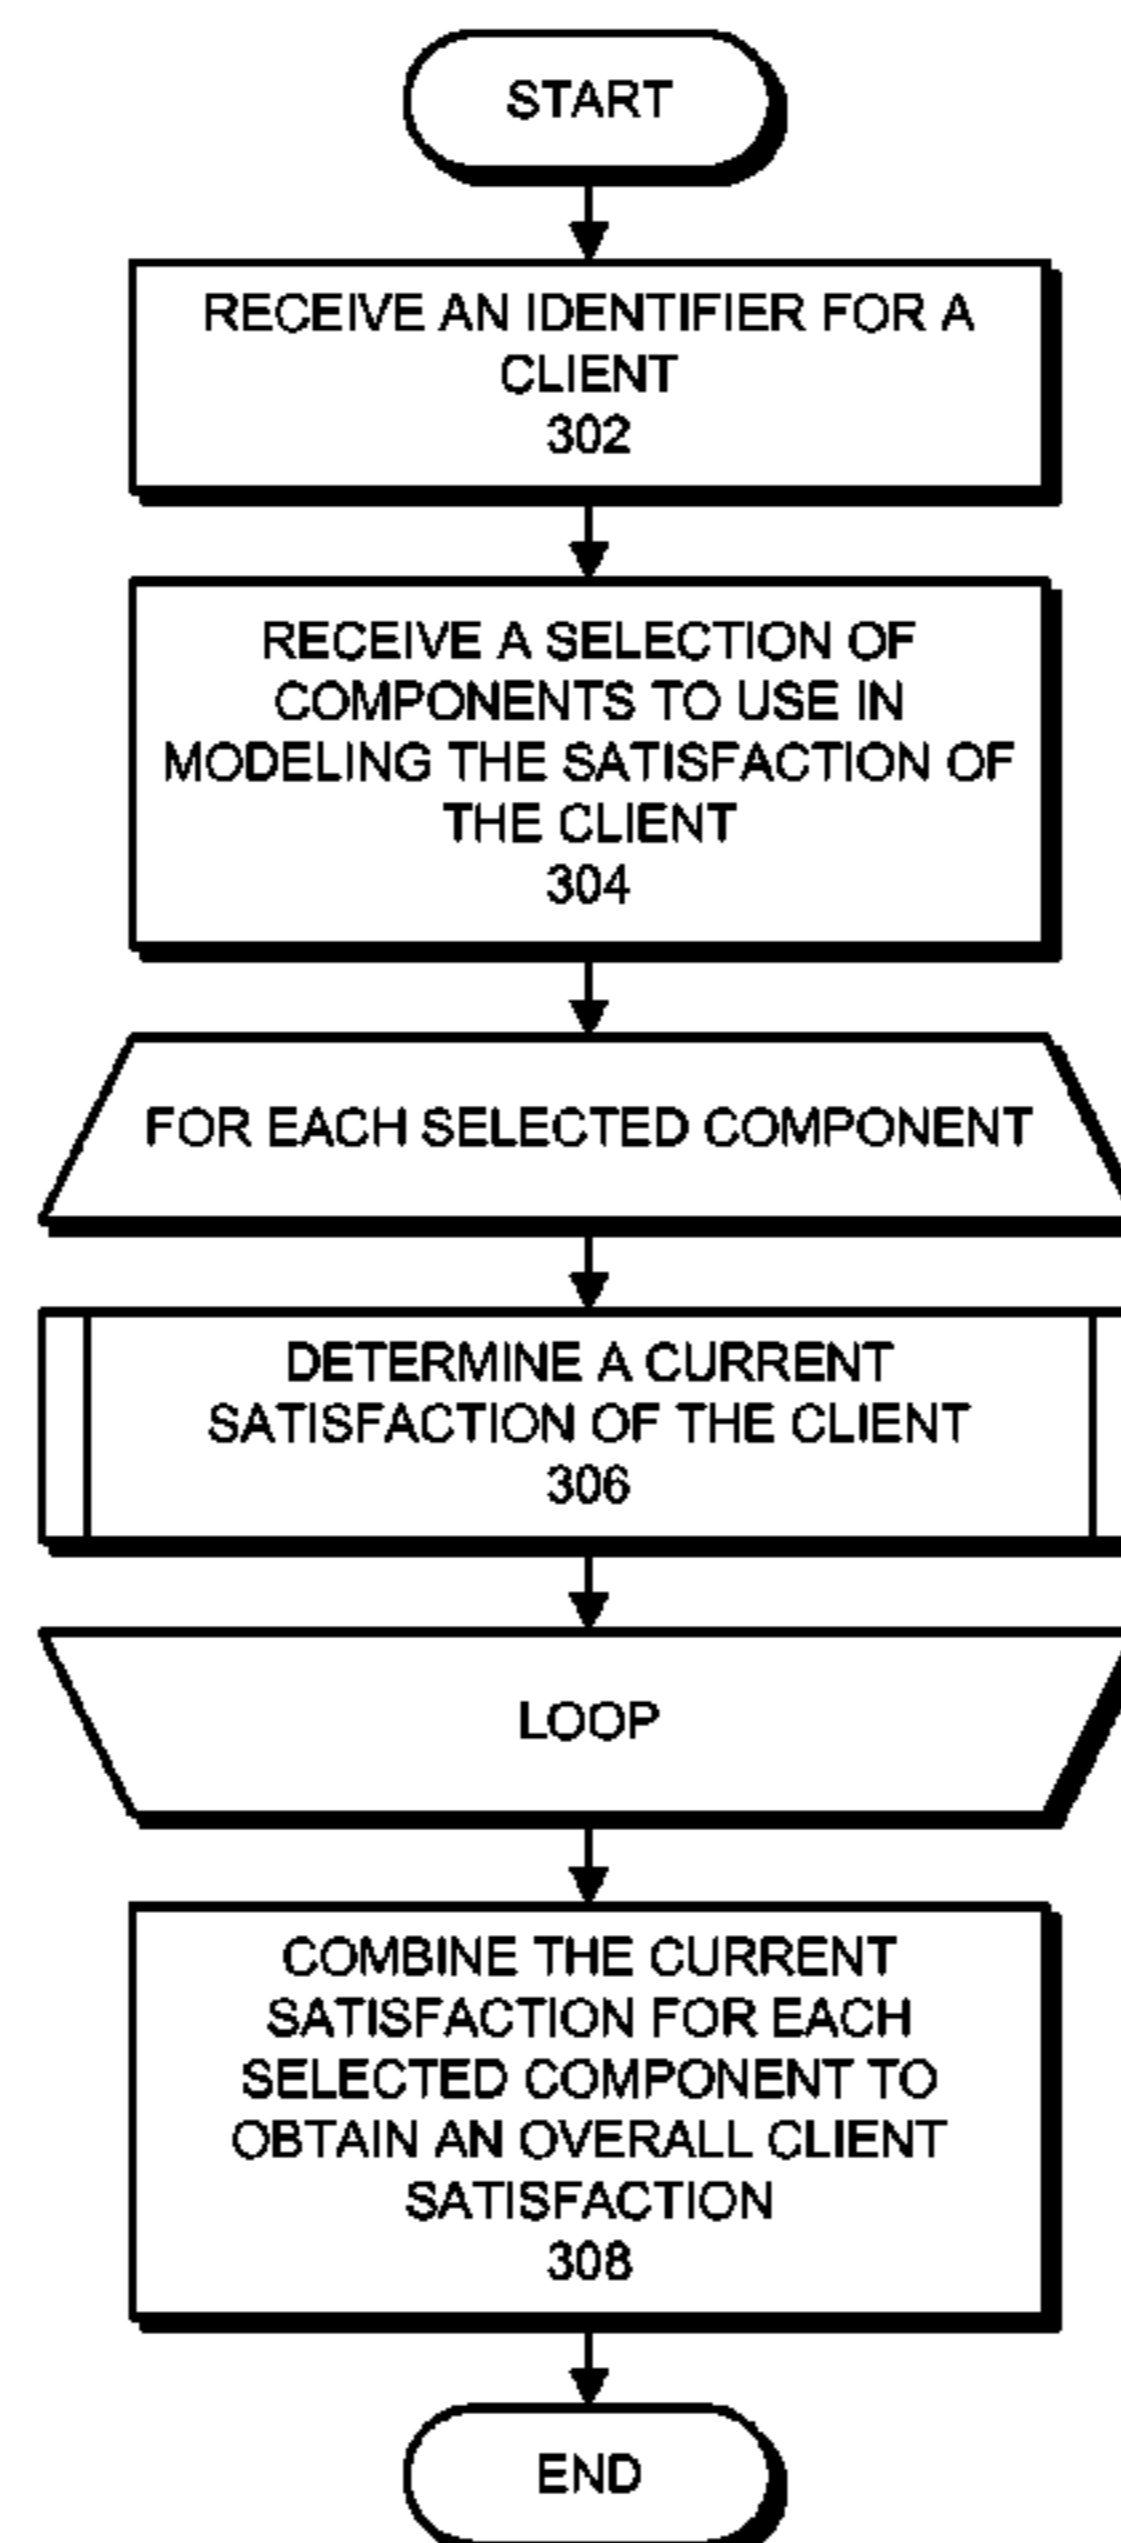 START
RECEIVE AN IDENTIFIER FOR A
CLIENT
302
RECEIVE A SELECTION OF
COMPONENTS TO USE IN
MODELING THE SATISFACTION OF
THE CLIENT
304
FOR EACH SELECTED COMPONENT
DETERMINE A CURRENT
SATISFACTION OF THE CLIENT
306
LOOP
COMBINE THE CURRENT
SATISFACTION FOR EACH
SELECTED COMPONENT TO
OBTAIN AN OVERALL CLIENT
SATISFACTION
308
END